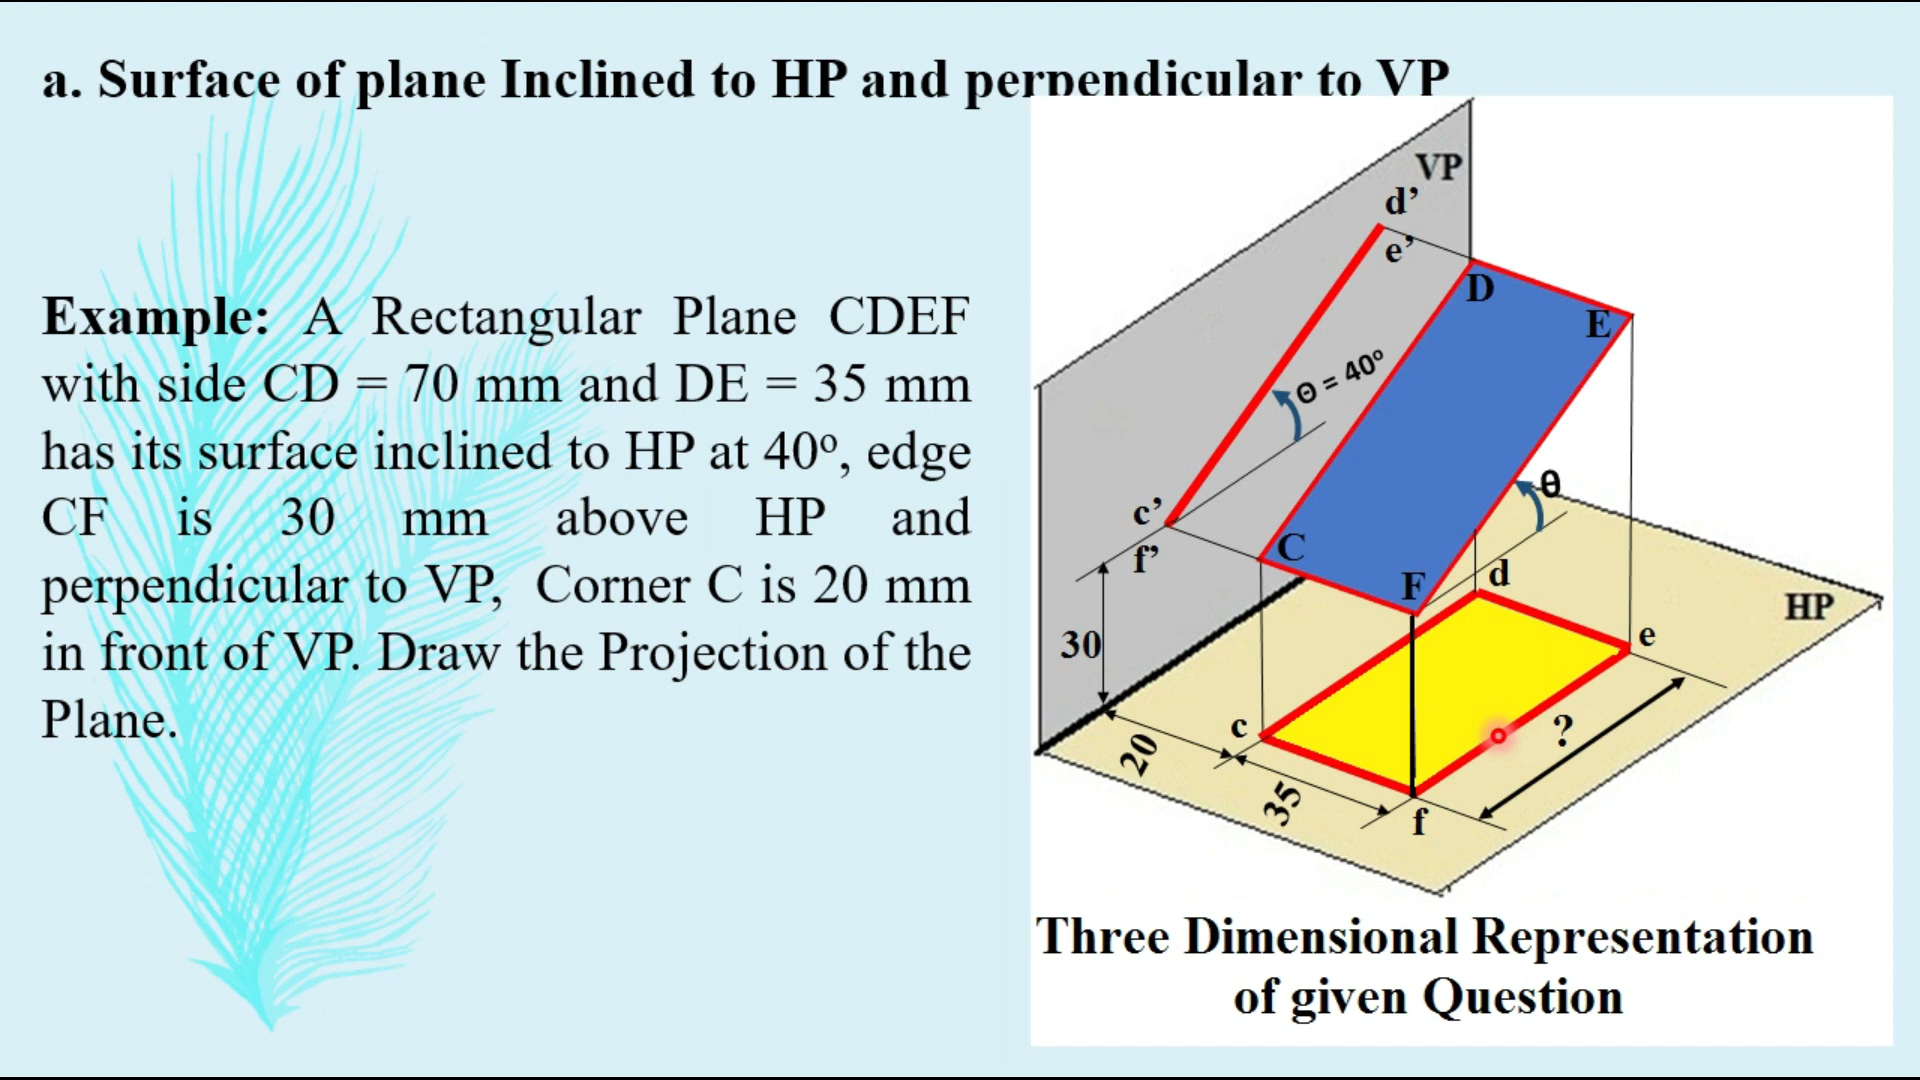 a. Surface of plane Inclined to HP and perpendicular to VP
Example: A Rectangular Plane CDEF
with side CD = 70 mm and DE = 35 mm
has its surface inclined to HP at 40º, edge
CF is 30 mm above HP and
perpendicular to VP, Corner C is 20 mm
in front of VP. Draw the Projection of the
Plane.
VP
d’
e’
D
E
Θ = 40º
θ
c’
f’
C
F
d
HP
30
e
c
?
20
35
f
Three Dimensional Representation
of given Question